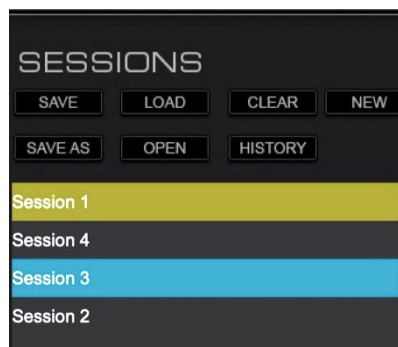 SESSIONS
SAVE LOAD CLEAR NEW
SAVE AS OPEN HISTORY
Session 1
Session 4
Session 3
Session 2